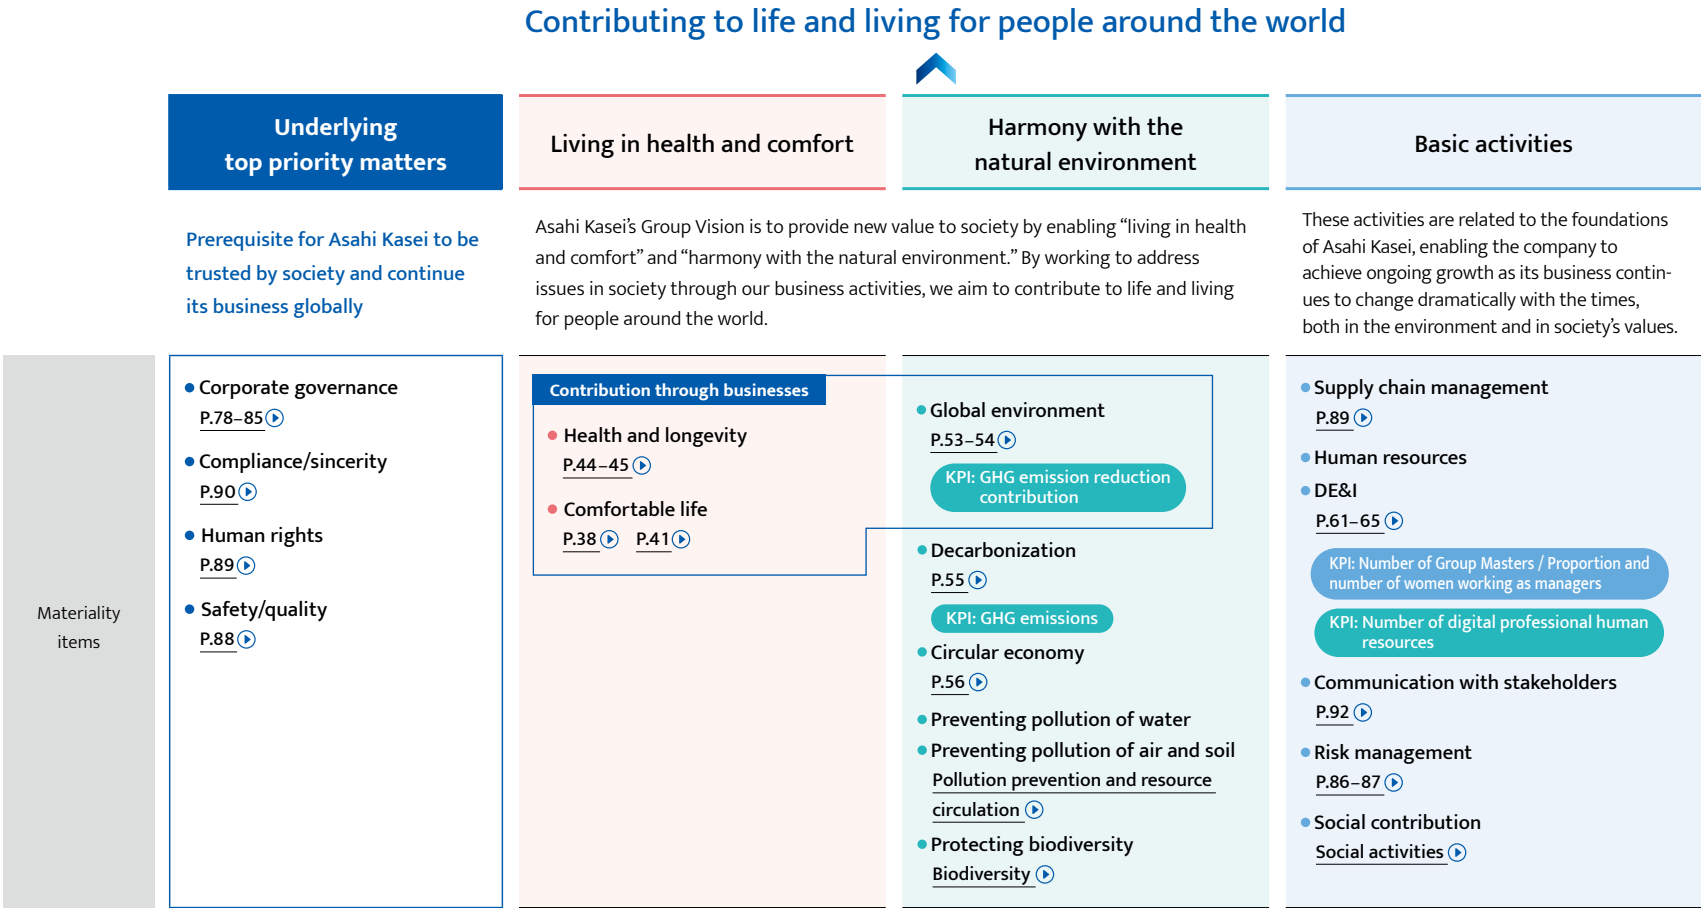 Contributing to life and living for people around the world
Underlying
top priority matters
Living in health and comfort
Harmony with the
natural environment
Basic activities
Prerequisite for Asahi Kasei to be
trusted by society and continue
its business globally
Asahi Kasei’s Group Vision is to provide new value to society by enabling “living in health
and comfort” and “harmony with the natural environment.” By working to address
issues in society through our business activities, we aim to contribute to life and living
for people around the world.
These activities are related to the foundations
of Asahi Kasei, enabling the company to
achieve ongoing growth as its business contin-
ues to change dramatically with the times,
both in the environment and in society’s values.
Materiality
items
Corporate governance
P.78–85
Compliance/sincerity
P.90
Human rights
P.89
Safety/quality
P.88
Contribution through businesses
Health and longevity
P.44–45
Comfortable life
P.38 P.41
Global environment
P.53–54
KPI: GHG emission reduction
contribution
Decarbonization
P.55
KPI: GHG emissions
Circular economy
P.56
Preventing pollution of water
Preventing pollution of air and soil
Pollution prevention and resource
circulation
Protecting biodiversity
Biodiversity
Supply chain management
P.89
Human resources
DE&I
P.61–65
KPI: Number of Group Masters / Proportion and
number of women working as managers
KPI: Number of digital professional human
resources
Communication with stakeholders
P.92
Risk management
P.86–87
Social contribution
Social activities